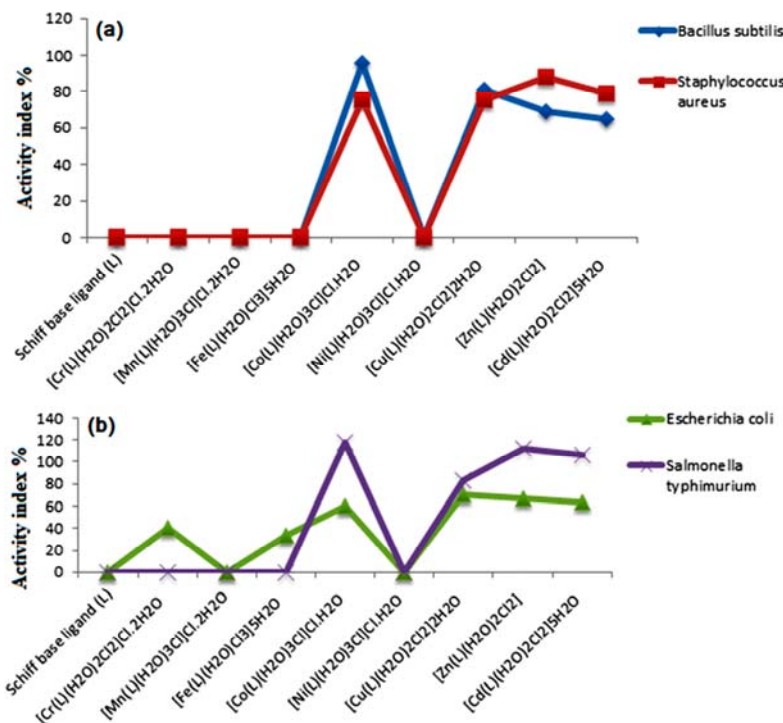 (a)
120
100
80
60
40
20
0
Activity index %
Bacillus subtilis
Staphylococcus
aureus
Schiff base ligand (L)
[Cr(L)(H2O)2Cl2]Cl.2H2O
[Mn(L)(H2O)3Cl]Cl.2H2O
[Fe(L)(H2O)Cl3]5H2O
[Co(L)(H2O)3Cl]Cl.H2O
[Ni(L)(H2O)3Cl]Cl.H2O
[Cu(L)(H2O)2Cl2]2H2O
[Zn(L)(H2O)2Cl2]
[Cd(L)(H2O)2Cl2]5H2O
(b)
140
120
100
80
60
40
20
0
Activity index %
Escherichia coli
Salmonella
typhimurium
Schiff base ligand (L)
[Cr(L)(H2O)2Cl2]Cl.2H2O
[Mn(L)(H2O)3Cl]Cl.2H2O
[Fe(L)(H2O)Cl3]5H2O
[Co(L)(H2O)3Cl]Cl.H2O
[Ni(L)(H2O)3Cl]Cl.H2O
[Cu(L)(H2O)2Cl2]2H2O
[Zn(L)(H2O)2Cl2]
[Cd(L)(H2O)2Cl2]5H2O